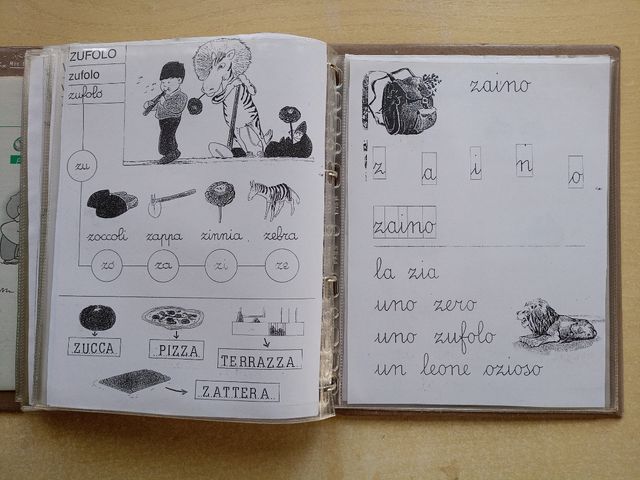 ZUFOLO
zufolo
zufolo
zu
zoccoli zappa zinnia zebra
zo za zi ze
ZUCCA PIZZA TERRAZZA
ZATTERA
zaino
z a i n o
zaino
la zia
uno zero
uno zufolo
un leone ozioso